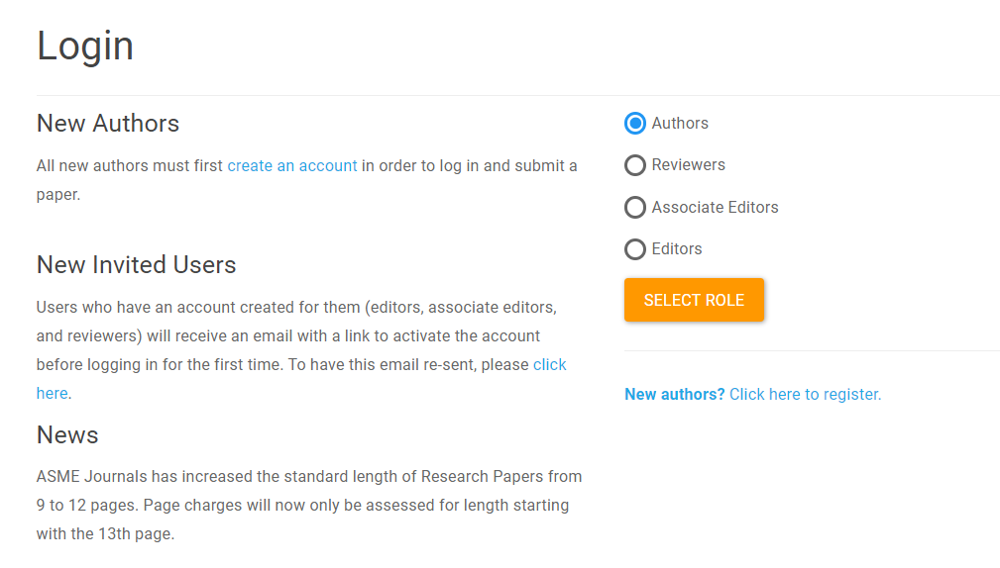 Login
New Authors
All new authors must first create an account in order to log in and submit a
paper.
New Invited Users
Users who have an account created for them (editors, associate editors,
and reviewers) will receive an email with a link to activate the account
before logging in for the first time. To have this email re-sent, please click
here.
News
ASME Journals has increased the standard length of Research Papers from
9 to 12 pages. Page charges will now only be assessed for length starting
with the 13th page.
Authors
Reviewers
Associate Editors
Editors
SELECT ROLE
New authors? Click here to register.